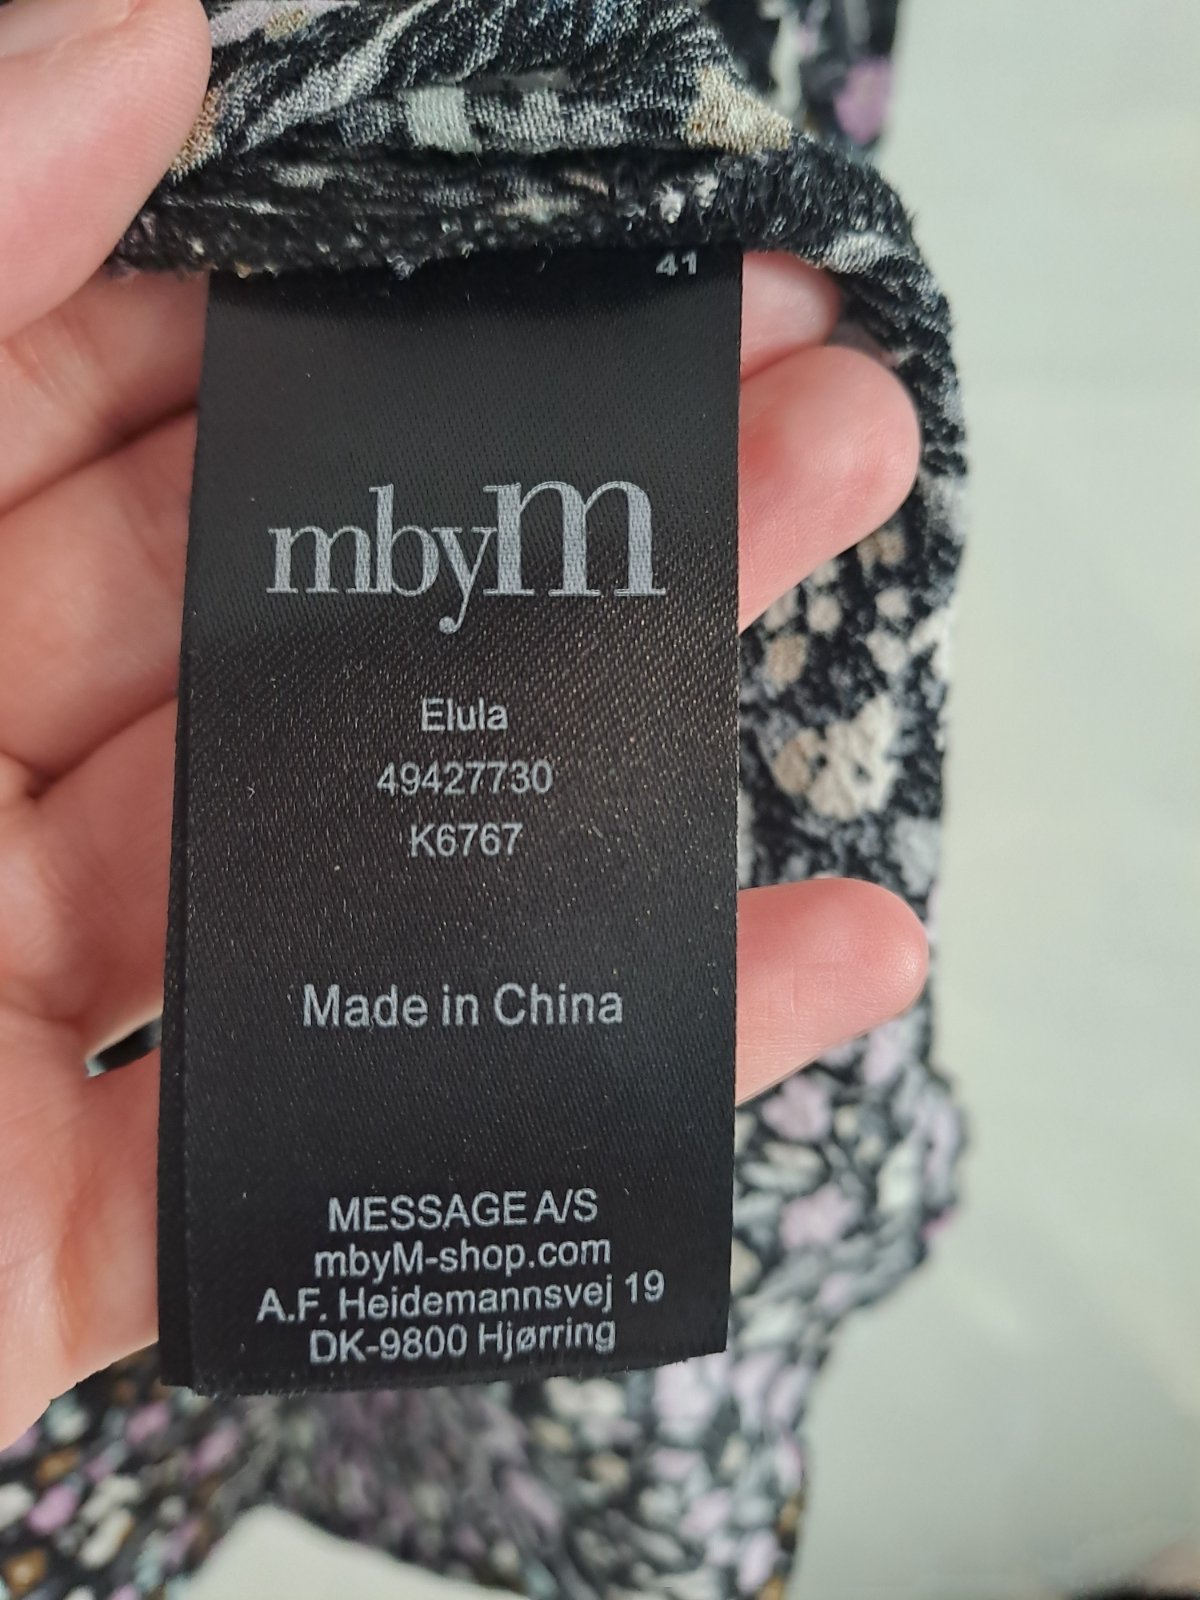 41
mbyM
Elula
49427730
K6767
Made in China
MESSAGE A/S
mbyM-shop.com
A.F. Heidemannsvej 19
DK-9800 Hjørring